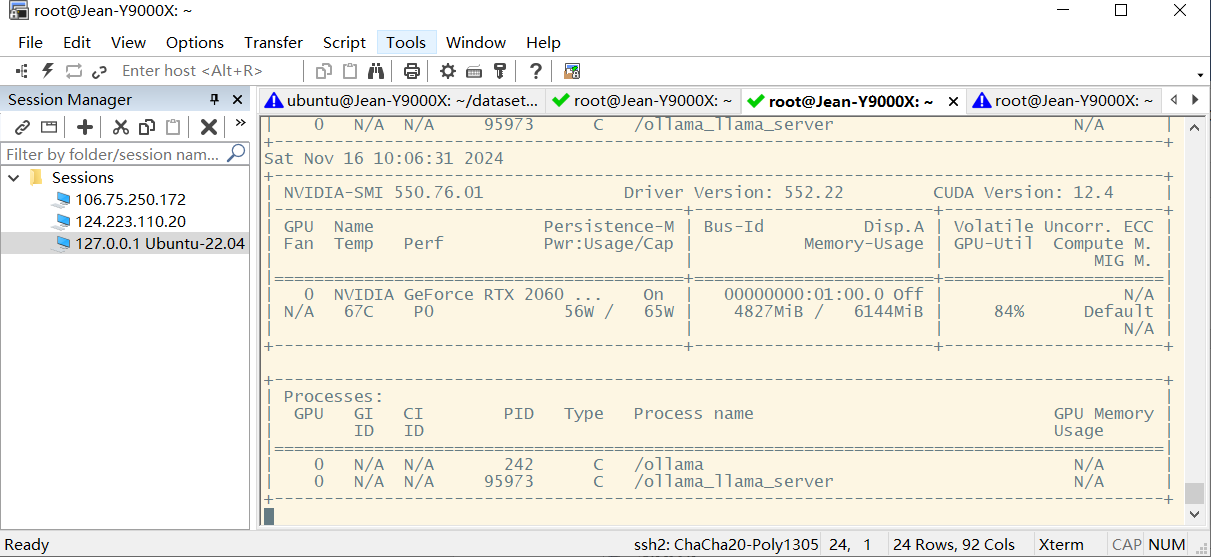 root@Jean-Y9000X: ~
File Edit View Options Transfer Script Tools Window Help
Enter host <Alt+R>
Session Manager
ubuntu@Jean-Y9000X: ~/dataset... root@Jean-Y9000X: ~ root@Jean-Y9000X: ~ root@Jean-Y9000X: ~
Filter by folder/session nam...
Sessions
106.75.250.172
124.223.110.20
127.0.0.1 Ubuntu-22.04
| 0 N/A N/A 95973 C /ollama_llama_server N/A |
+-----------------------------------------------------------------------------------------+
Sat Nov 16 10:06:31 2024
+-----------------------------------------------------------------------------------------+
| NVIDIA-SMI 550.76.01 Driver Version: 552.22 CUDA Version: 12.4 |
|-----------------------------------------+------------------------+----------------------+
| GPU Name Persistence-M | Bus-Id Disp.A | Volatile Uncorr. ECC |
| Fan Temp Perf Pwr:Usage/Cap | Memory-Usage | GPU-Util Compute M. |
| | | MIG M. |
|=========================================+========================+======================|
| 0 NVIDIA GeForce RTX 2060 ... On | 00000000:01:00.0 Off | N/A |
| N/A 67C P0 56W / 65W | 4827MiB / 6144MiB | 84% Default |
| | | N/A |
+-----------------------------------------+------------------------+----------------------+
+-----------------------------------------------------------------------------------------+
| Processes: |
| GPU GI CI PID Type Process name GPU Memory |
| ID ID Usage |
|=========================================================================================|
| 0 N/A N/A 242 C /ollama N/A |
| 0 N/A N/A 95973 C /ollama_llama_server N/A |
+-----------------------------------------------------------------------------------------+
Ready ssh2: ChaCha20-Poly1305 24, 1 24 Rows, 92 Cols Xterm CAP NUM